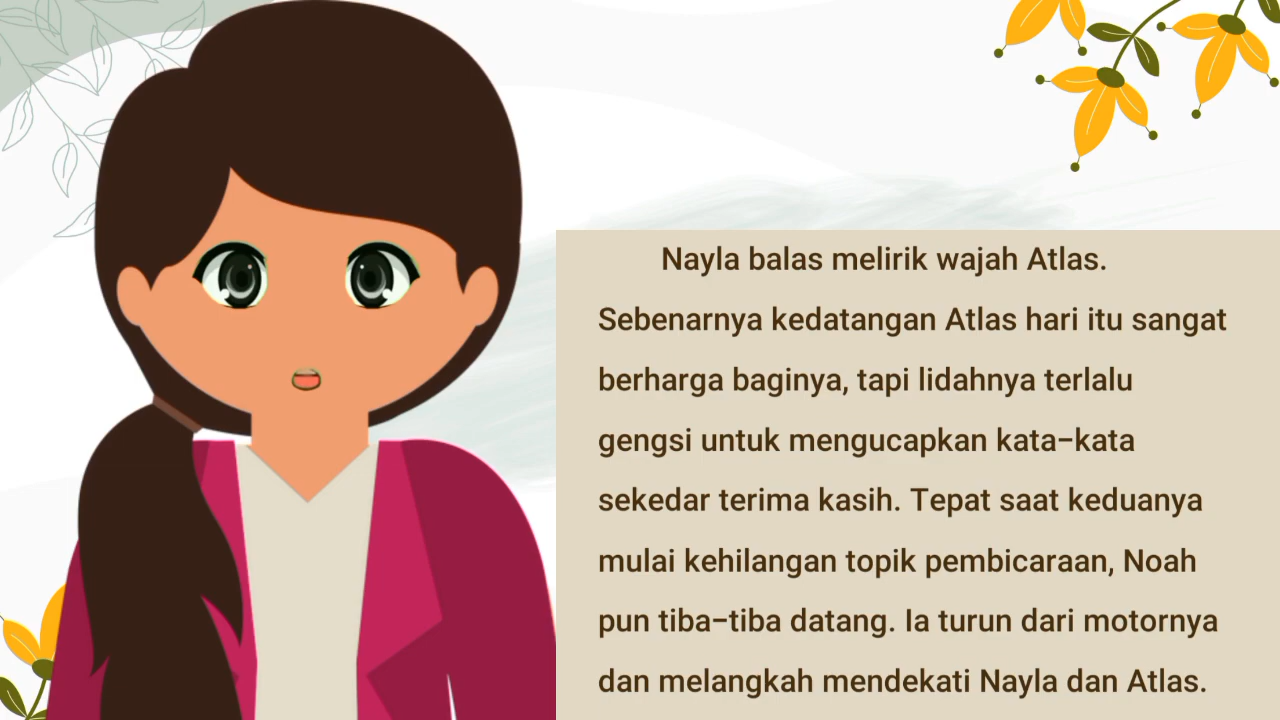 Nayla balas melirik wajah Atlas.
Sebenarnya kedatangan Atlas hari itu sangat
berharga baginya, tapi lidahnya terlalu
gengsi untuk mengucapkan kata-kata
sekedar terima kasih. Tepat saat keduanya
mulai kehilangan topik pembicaraan, Noah
pun tiba-tiba datang. Ia turun dari motornya
dan melangkah mendekati Nayla dan Atlas.